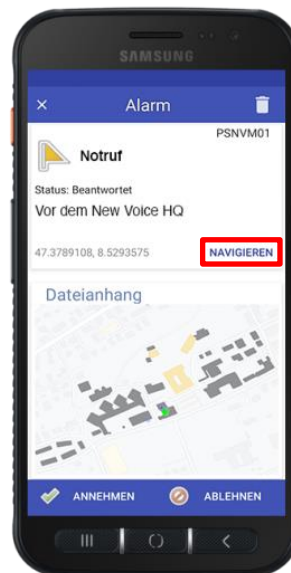 SAMSUNG
× Alarm
PSNVM01
Notruf
Status: Beantwortet
Vor dem New Voice HQ
47.3789108, 8.5293575 NAVIGIEREN
Dateianhang
ANNEHMEN ABLEHNEN